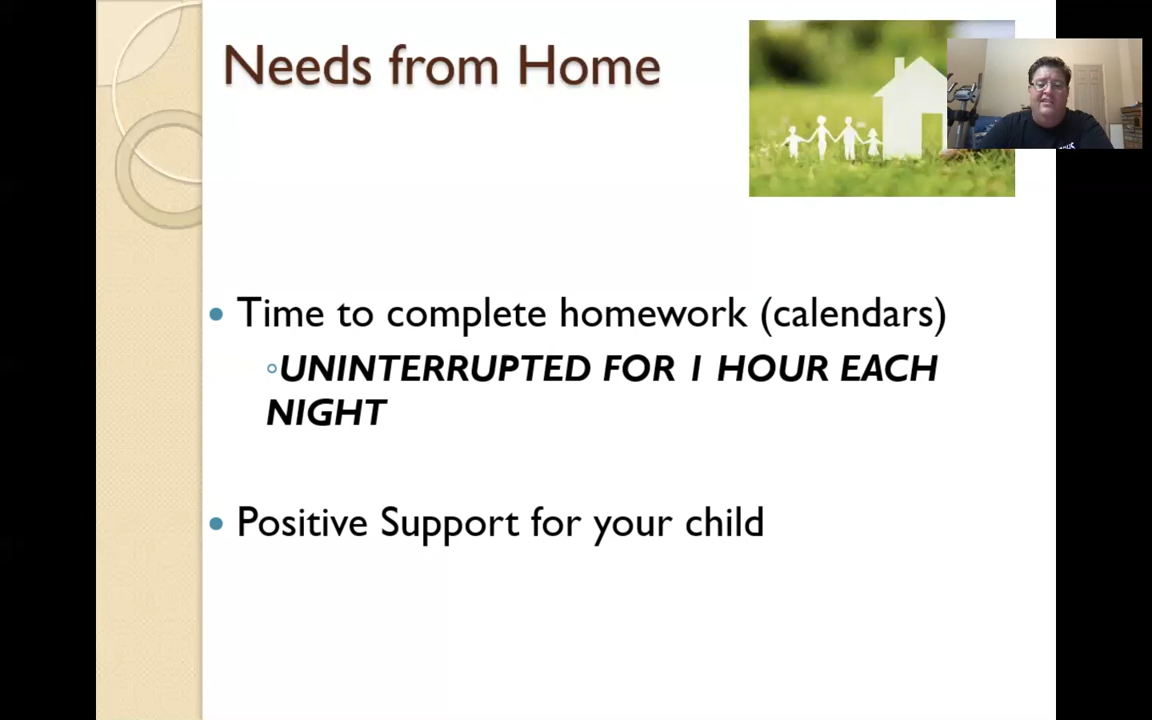 Needs from Home
• Time to complete homework (calendars)
◦UNINTERRUPTED FOR 1 HOUR EACH
NIGHT
• Positive Support for your child